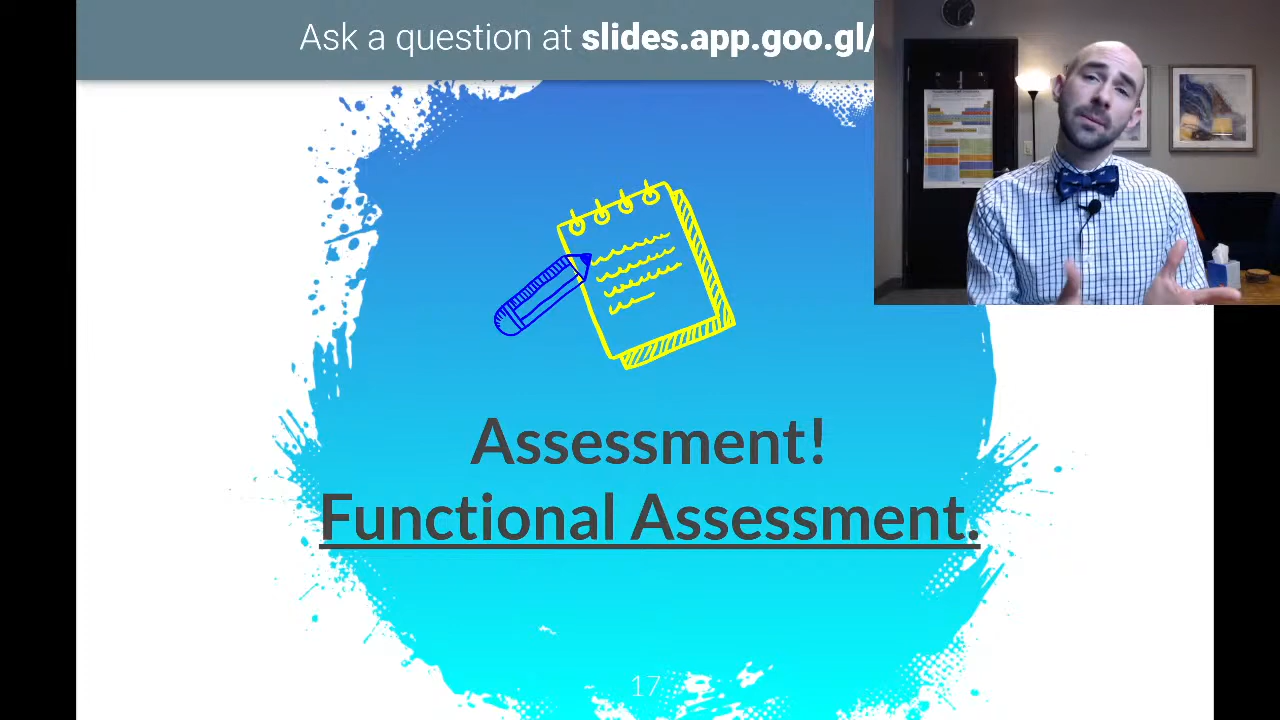 Ask a question at slides.app.goo.gl/
Assessment!
Functional Assessment.
17